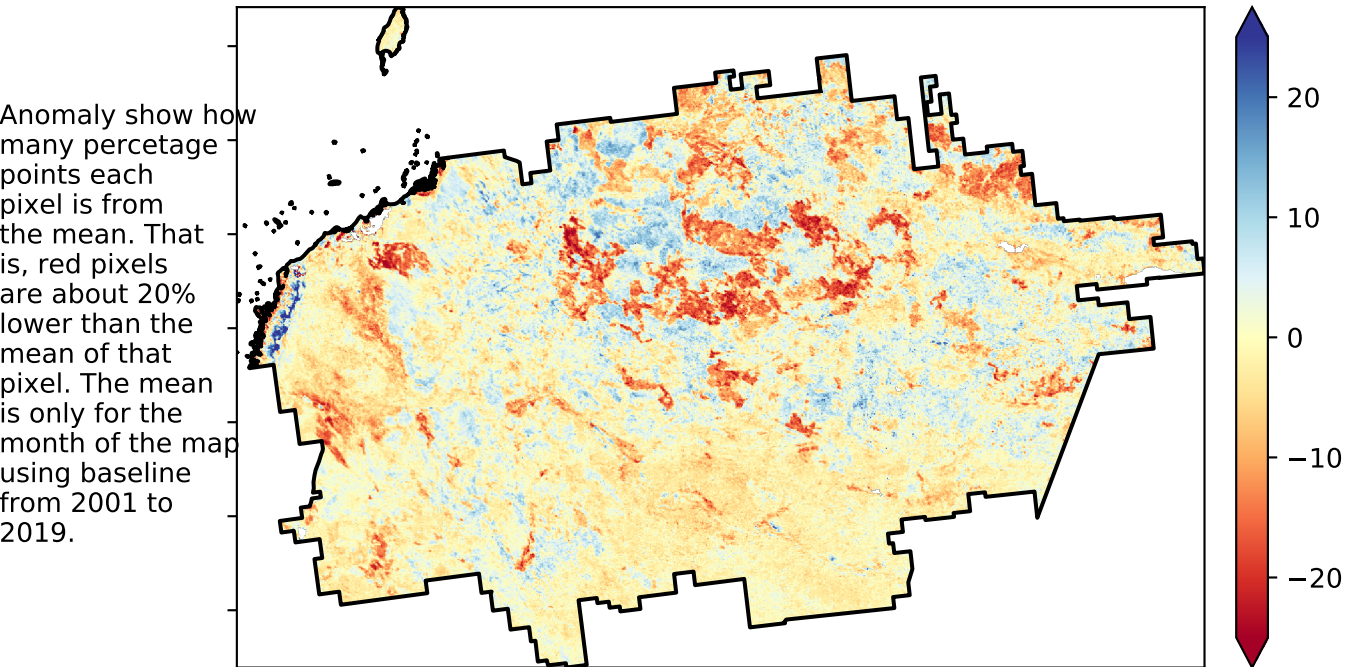 Anomaly show how
many percetage
points each
pixel is from
the mean. That
is, red pixels
are about 20%
lower than the
mean of that
pixel. The mean
is only for the
month of the map
using baseline
from 2001 to
2019.
20
10
0
−10
−20